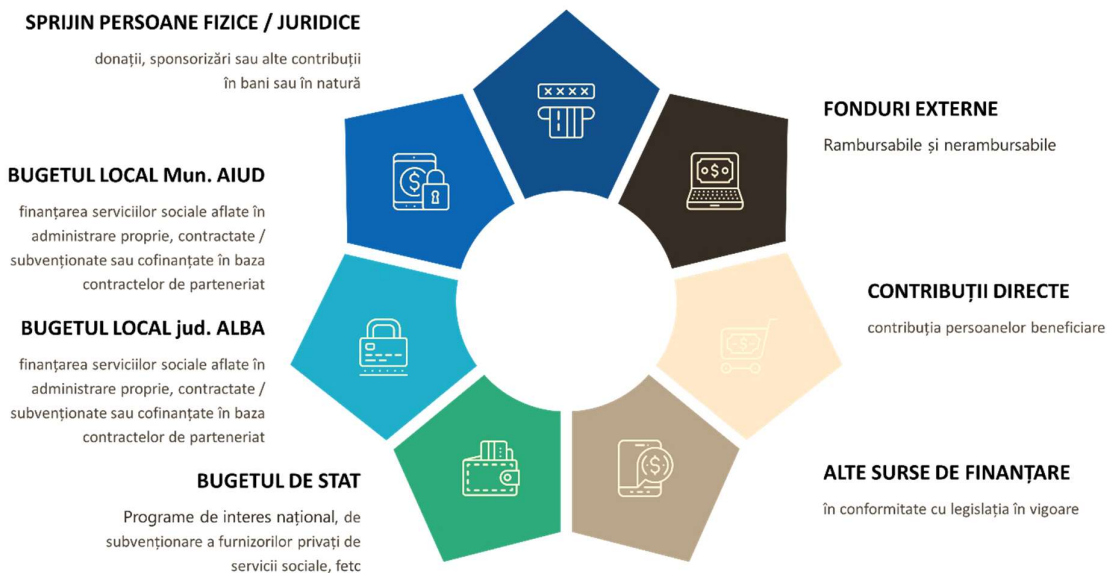 SPRIJIN PERSOANE FIZICE / JURIDICE
donații, sponsorizări sau alte contribuții
în bani sau în natură
BUGETUL LOCAL Mun. AIUD
finanțarea serviciilor sociale aflate în
administrare proprie, contractate /
subvenționate sau cofinanțate în baza
contractelor de parteneriat
BUGETUL LOCAL jud. ALBA
finanțarea serviciilor sociale aflate în
administrare proprie, contractate /
subvenționate sau cofinanțate în baza
contractelor de parteneriat
BUGETUL DE STAT
Programe de interes național, de
subvenționare a furnizorilor privați de
servicii sociale, fetc
FONDURI EXTERNE
Rambursabile și nerambursabile
CONTRIBUȚII DIRECTE
contribuția persoanelor beneficiare
ALTE SURSE DE FINANȚARE
în conformitate cu legislația în vigoare